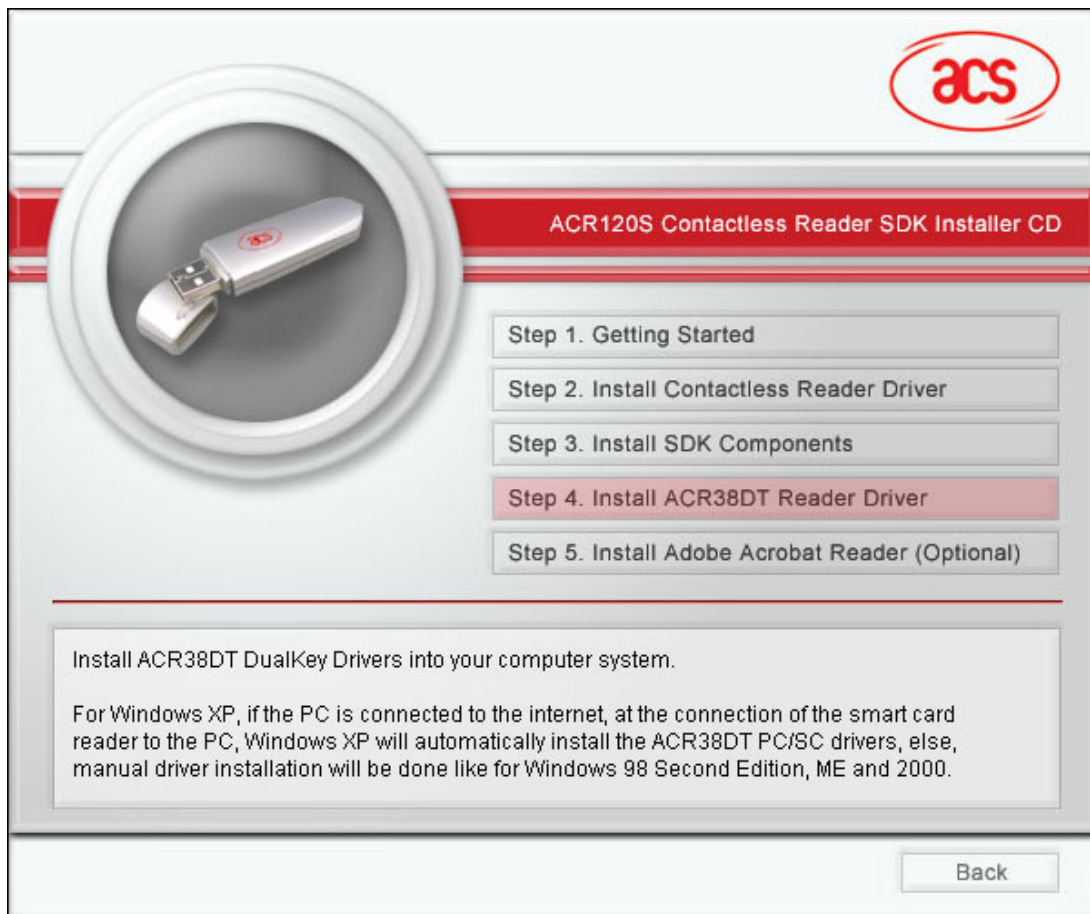 acs
ACR120S Contactless Reader SDK Installer CD
acs
Step 1. Getting Started
Step 2. Install Contactless Reader Driver
Step 3. Install SDK Components
Step 4. Install ACR38DT Reader Driver
Step 5. Install Adobe Acrobat Reader (Optional)
Install ACR38DT DualKey Drivers into your computer system.
For Windows XP, if the PC is connected to the internet, at the connection of the smart card
reader to the PC, Windows XP will automatically install the ACR38DT PC/SC drivers, else,
manual driver installation will be done like for Windows 98 Second Edition, ME and 2000.
Back